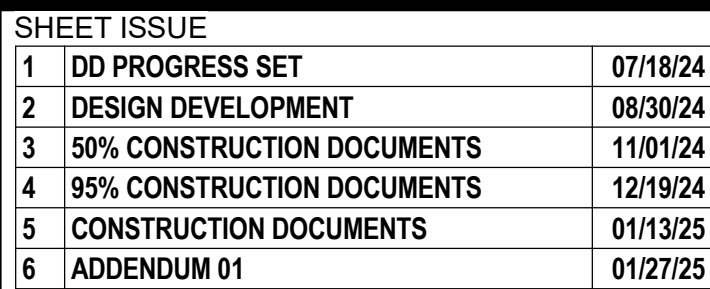 SHEET ISSUE
1 DD PROGRESS SET 07/18/24
2 DESIGN DEVELOPMENT 08/30/24
3 50% CONSTRUCTION DOCUMENTS 11/01/24
4 95% CONSTRUCTION DOCUMENTS 12/19/24
5 CONSTRUCTION DOCUMENTS 01/13/25
6 ADDENDUM 01 01/27/25